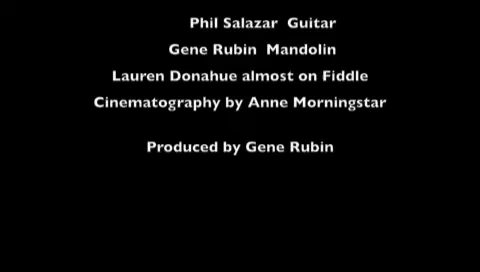 Phil Salazar  Guitar
Gene Rubin  Mandolin
Lauren Donahue almost on Fiddle
Cinematography by Anne Morningstar
Produced by Gene Rubin